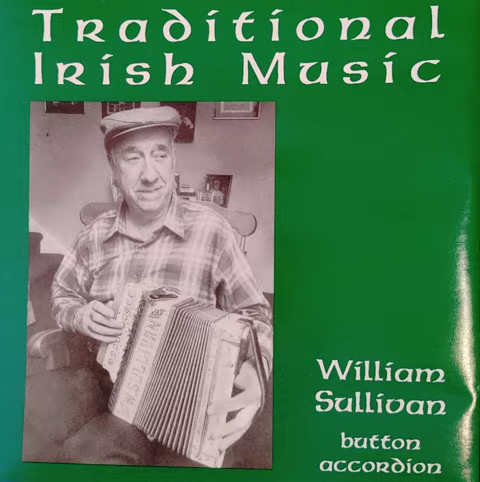 Traditional
Irish Music
William
Sullivan
button
accordion